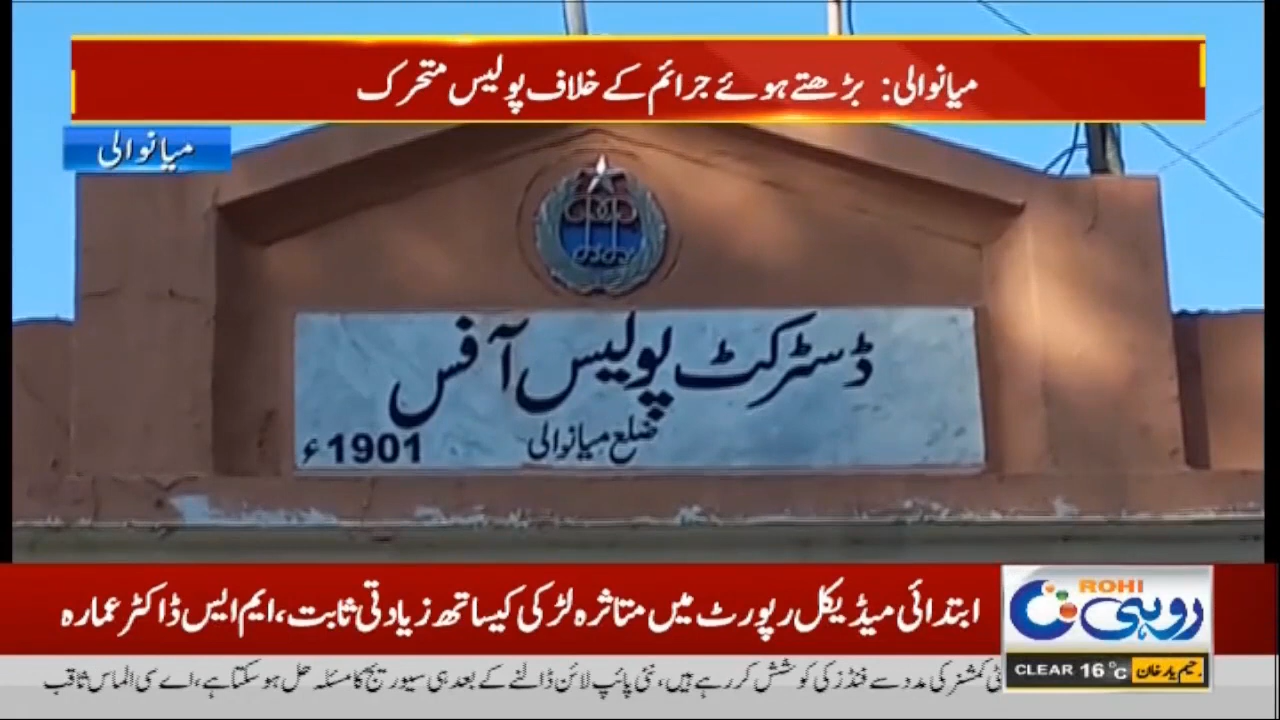 میانوالی: بڑھتے ہوئے جرائم کے خلاف پولیس متحرک
میانوالی
ڈسٹرکٹ پولیس آفس
ضلع میانوالی
1901ء
ابتدائی میڈیکل رپورٹ میں متاثرہ لڑکی کیساتھ زیادتی ثابت، ایم ایس ڈاکٹر عمارہ
ROHI
روہی
CLEAR 16°C
رحیم یار خان
ٹی کمشنر کی مدد سے فنڈز کی کوشش کر رہے ہیں، نئی پائپ لائن ڈالنے کے بعد ہی سیوریج کا مسئلہ حل ہوسکتا ہے، اے سی الماس ثاقب